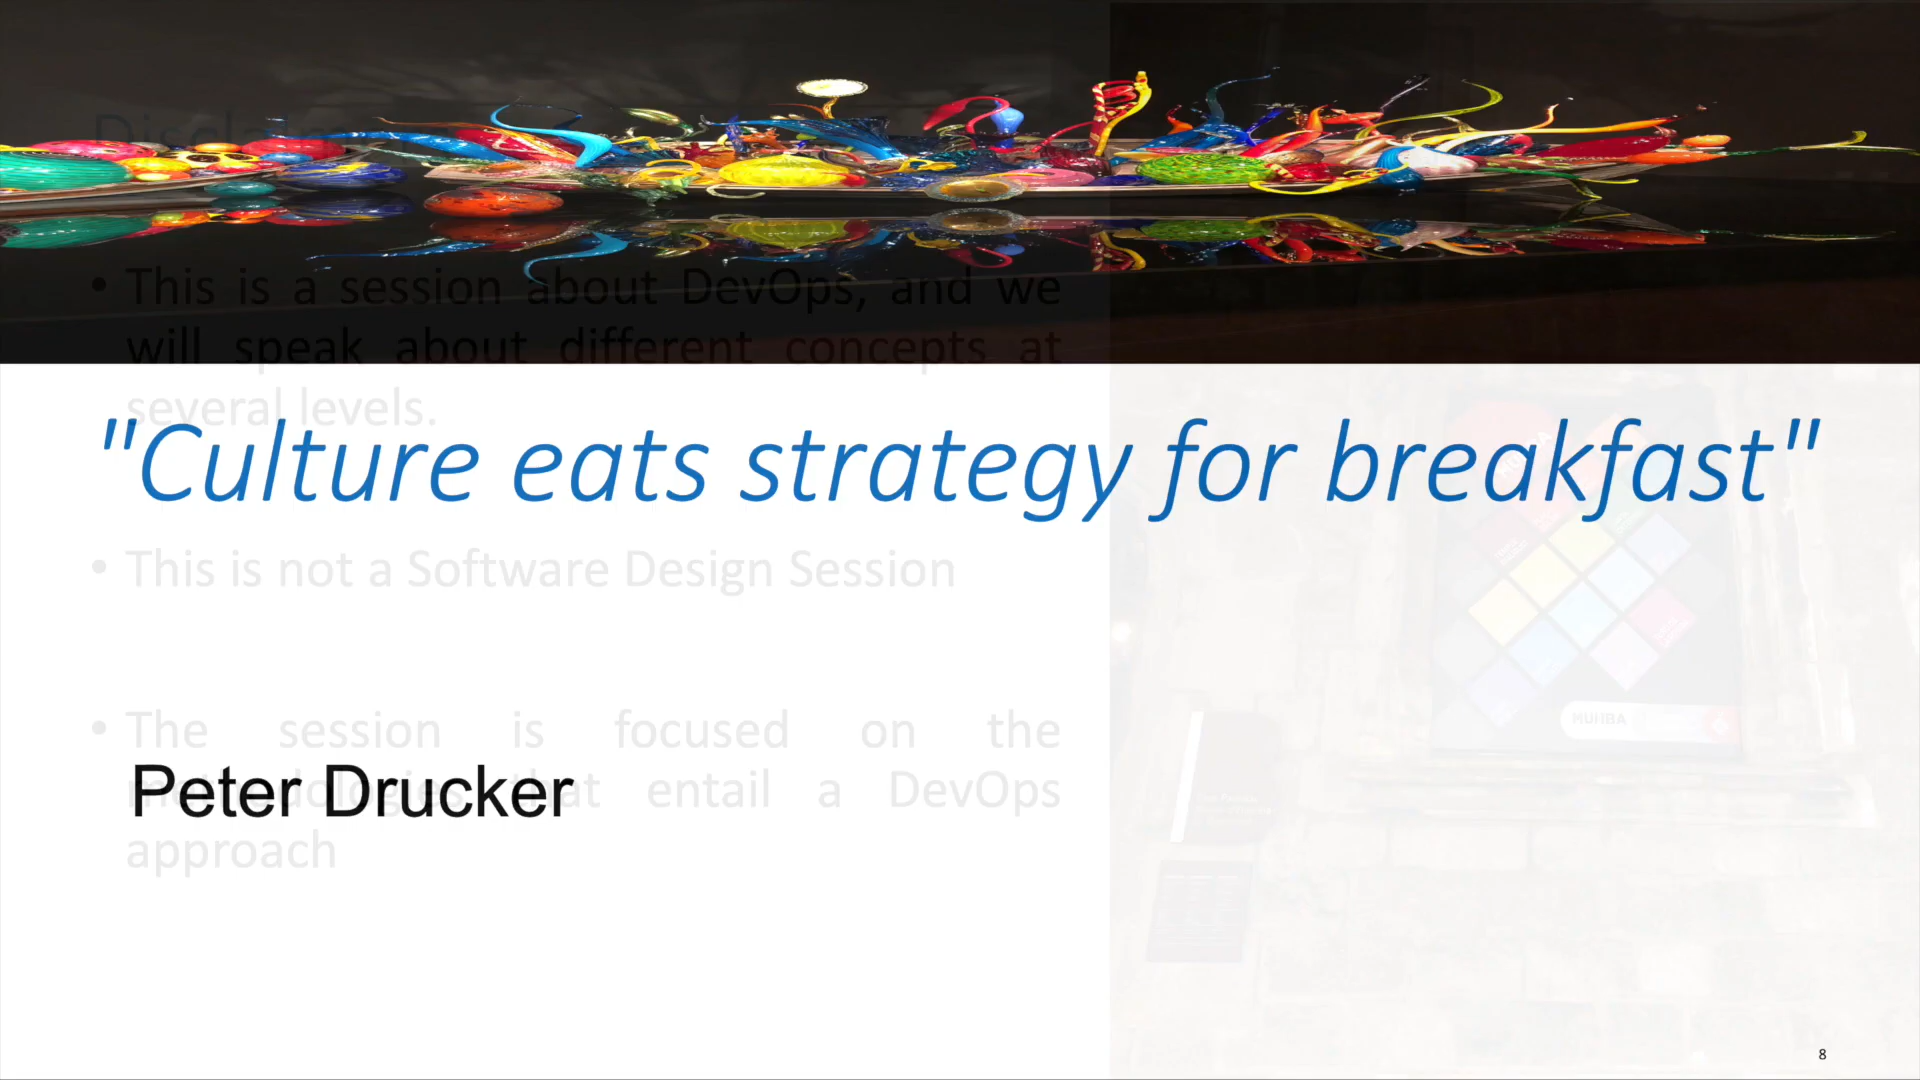 • This is a session about DevOps, and we
will speak about different concepts at
several levels.
"Culture eats strategy for breakfast"
• This is not a Software Design Session
• The session is focused on the
Peter Drucker
entail a DevOps
approach
8